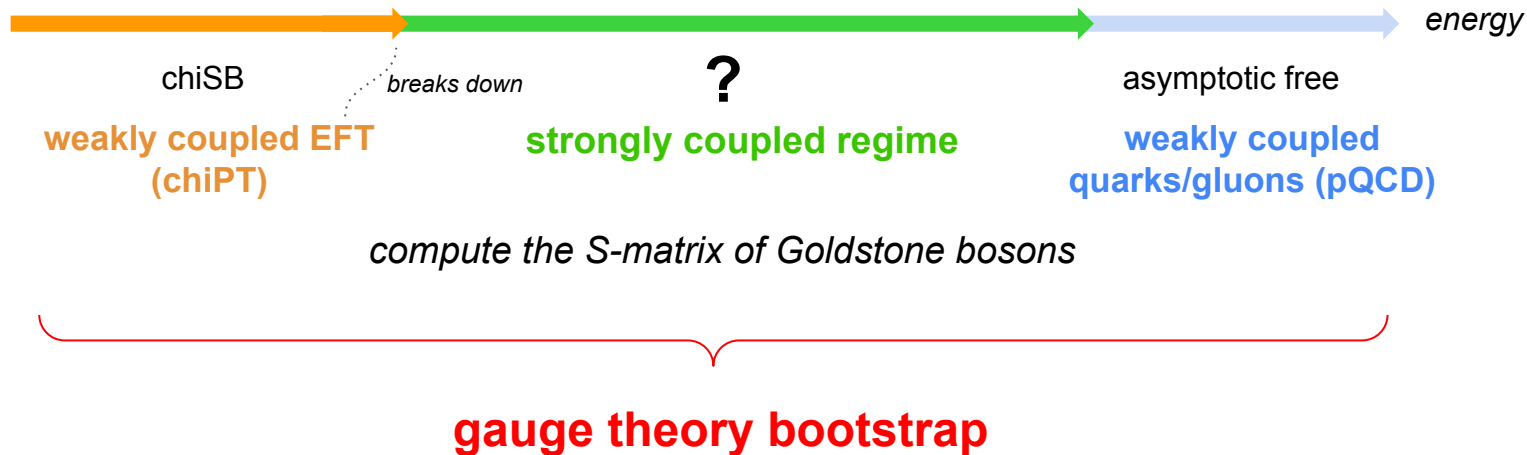 energy
chiSB
breaks down
?
asymptotic free
weakly coupled EFT
(chiPT)
strongly coupled regime
weakly coupled
quarks/gluons (pQCD)
compute the S-matrix of Goldstone bosons
gauge theory bootstrap